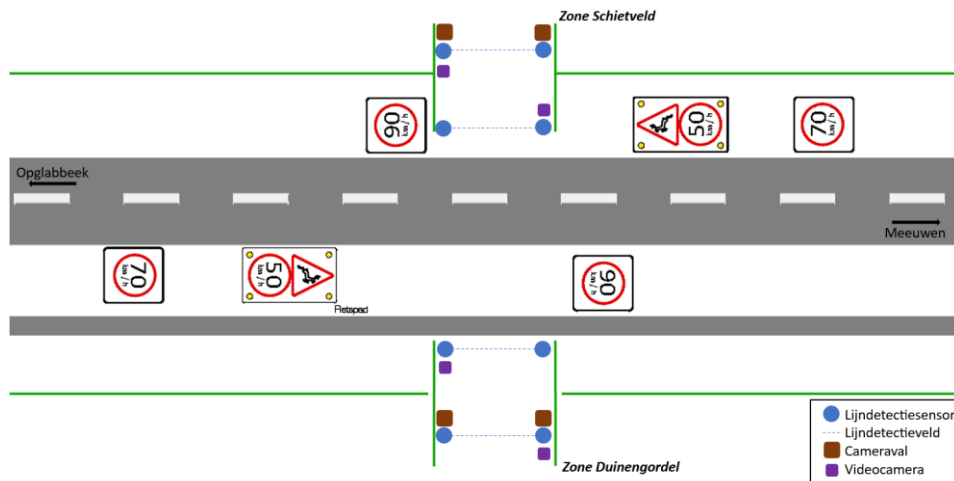 Zone Schietveld
90
km/h
50
km/h
70
km/h
Opglabbeek
Meeuwen
70
km/h
50
km/h
90
km/h
Fietspad
Lijndetectiesensor
Lijndetectieveld
Cameraval
Videocamera
Zone Duinengordel